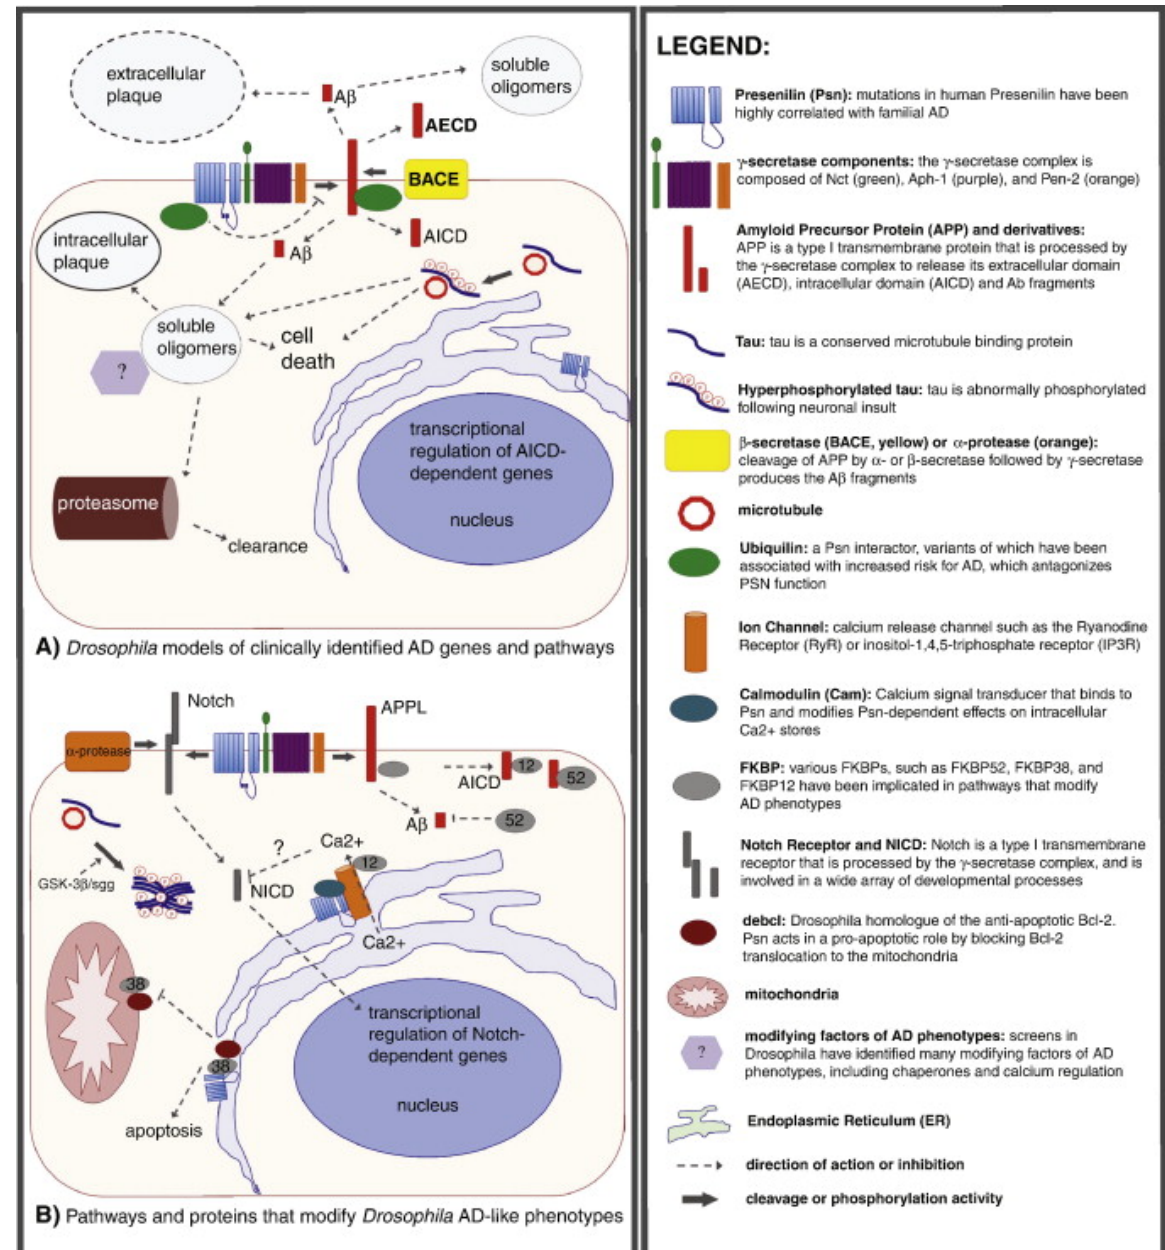 extracellular
plaque
Aβ
soluble
oligomers
AECD
BACE
intracellular
plaque
Aβ
AICD
soluble
oligomers
cell
death
?
transcriptional
regulation of AICD-
dependent genes
nucleus
proteasome
clearance
A) Drosophila models of clinically identified AD genes and pathways
Notch
APPL
α-protease
AICD
12
52
Aβ
52
?
Ca2+
12
GSK-3β/sgg
NICD
Ca2+
38
transcriptional
regulation of Notch-
dependent genes
38
nucleus
apoptosis
B) Pathways and proteins that modify Drosophila AD-like phenotypes
LEGEND:
Presenilin (Psn): mutations in human Presenilin have been
highly correlated with familial AD
γ-secretase components: the γ-secretase complex is
composed of Nct (green), Aph-1 (purple), and Pen-2 (orange)
Amyloid Precursor Protein (APP) and derivatives:
APP is a type I transmembrane protein that is processed by
the γ-secretase complex to release its extracellular domain
(AECD), intracellular domain (AICD) and Ab fragments
Tau: tau is a conserved microtubule binding protein
Hyperphosphorylated tau: tau is abnormally phosphorylated
following neuronal insult
β-secretase (BACE, yellow) or α-protease (orange):
cleavage of APP by α- or β-secretase followed by γ-secretase
produces the Aβ fragments
microtubule
Ubiquilin: a Psn interactor, variants of which have been
associated with increased risk for AD, which antagonizes
PSN function
Ion Channel: calcium release channel such as the Ryanodine
Receptor (RyR) or inositol-1,4,5-triphosphate receptor (IP3R)
Calmodulin (Cam): Calcium signal transducer that binds to
Psn and modifies Psn-dependent effects on intracellular
Ca2+ stores
FKBP: various FKBPs, such as FKBP52, FKBP38, and
FKBP12 have been implicated in pathways that modify
AD phenotypes
Notch Receptor and NICD: Notch is a type I transmembrane
receptor that is processed by the γ-secretase complex, and is
involved in a wide array of developmental processes
debcl: Drosophila homologue of the anti-apoptotic Bcl-2.
Psn acts in a pro-apoptotic role by blocking Bcl-2
translocation to the mitochondria
mitochondria
?
modifying factors of AD phenotypes: screens in
Drosophila have identified many modifying factors of AD
phenotypes, including chaperones and calcium regulation
Endoplasmic Reticulum (ER)
direction of action or inhibition
cleavage or phosphorylation activity